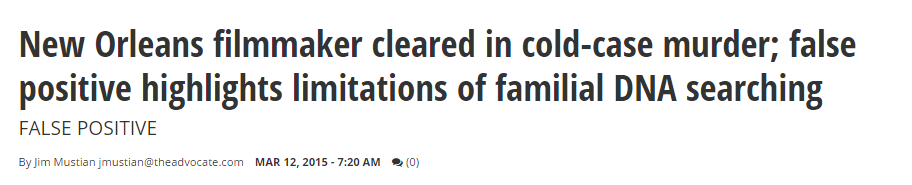 New Orleans filmmaker cleared in cold-case murder; false
positive highlights limitations of familial DNA searching
FALSE POSITIVE
By Jim Mustian jmustian@theadvocate.com MAR 12, 2015 - 7:20 AM (0)